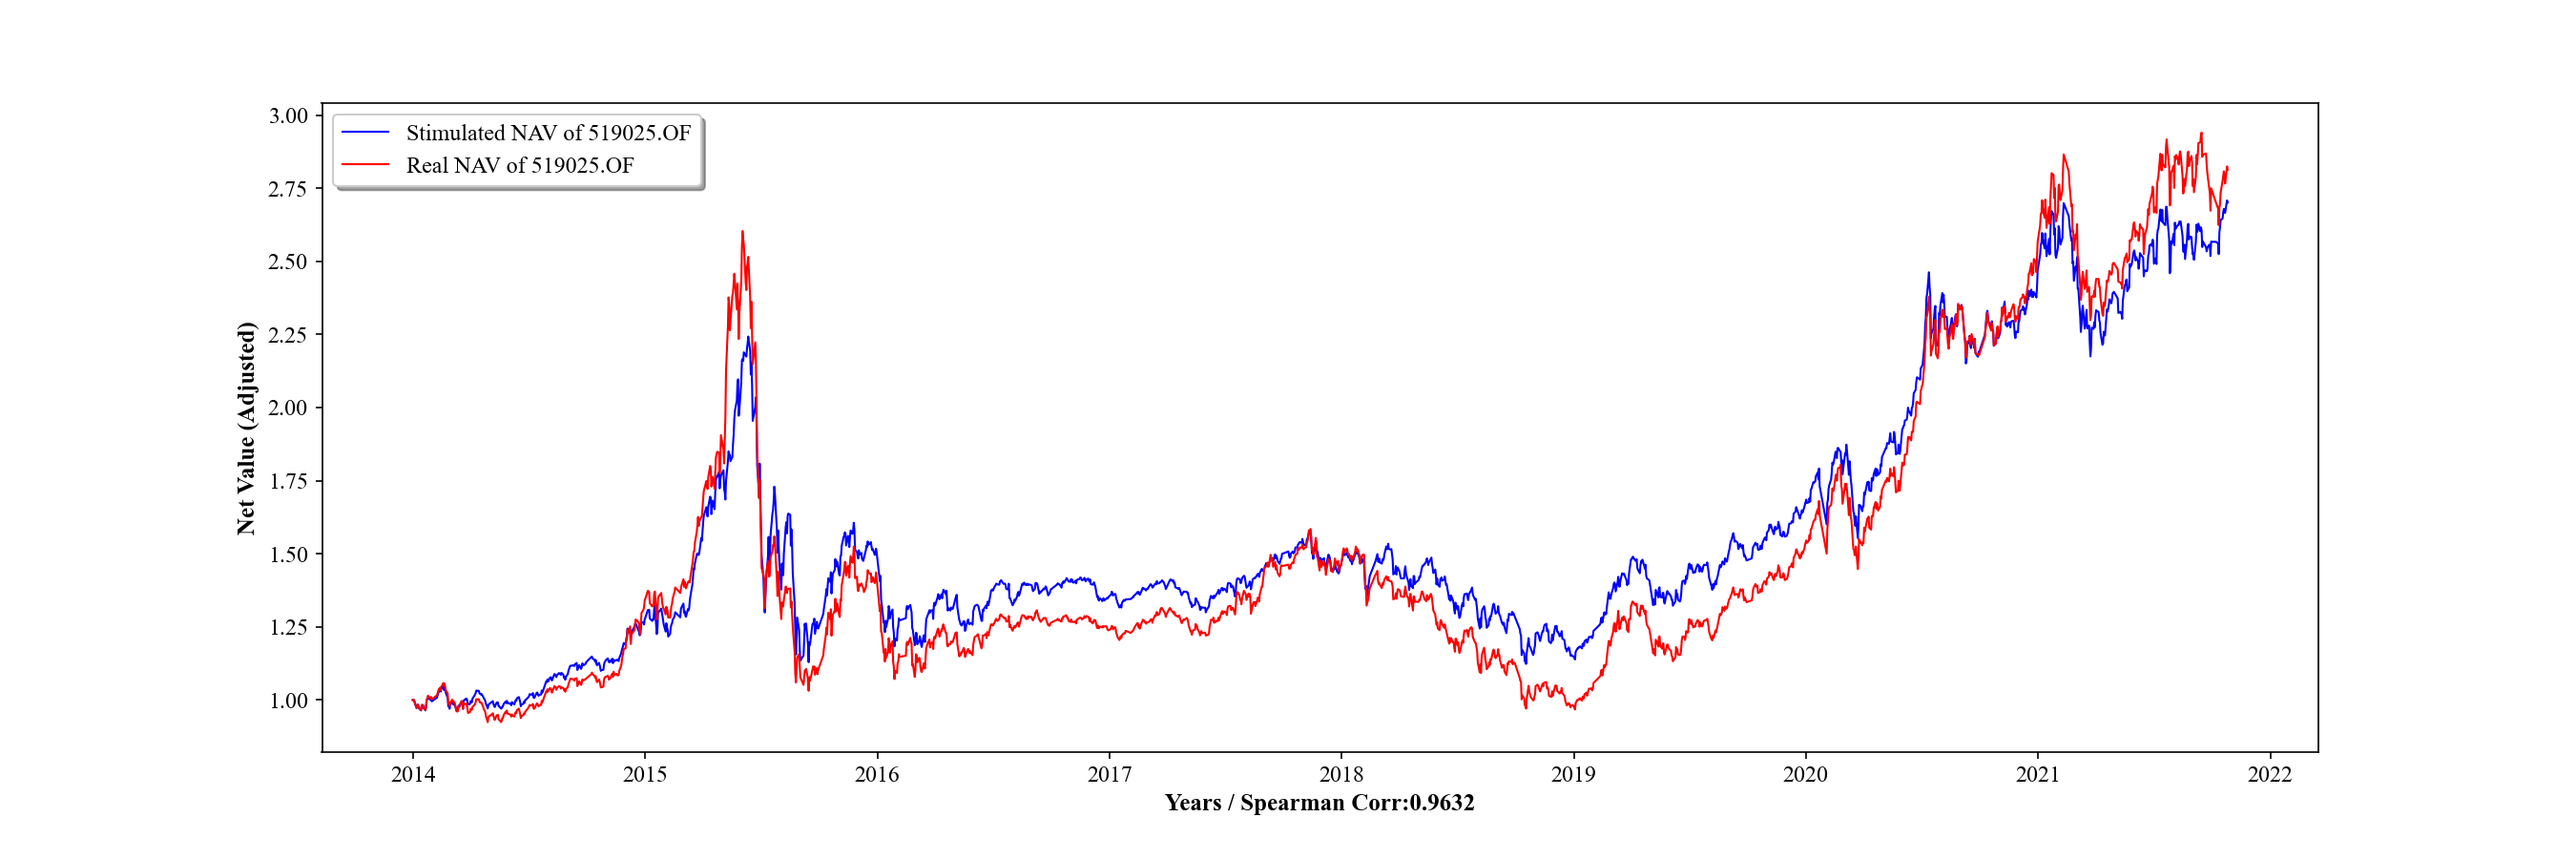 Stimulated NAV of 519025.OF
Real NAV of 519025.OF
3.00
2.75
2.50
2.25
2.00
1.75
1.50
1.25
1.00
Net Value (Adjusted)
2014 2015 2016 2017 2018 2019 2020 2021 2022
Years / Spearman Corr:0.9632